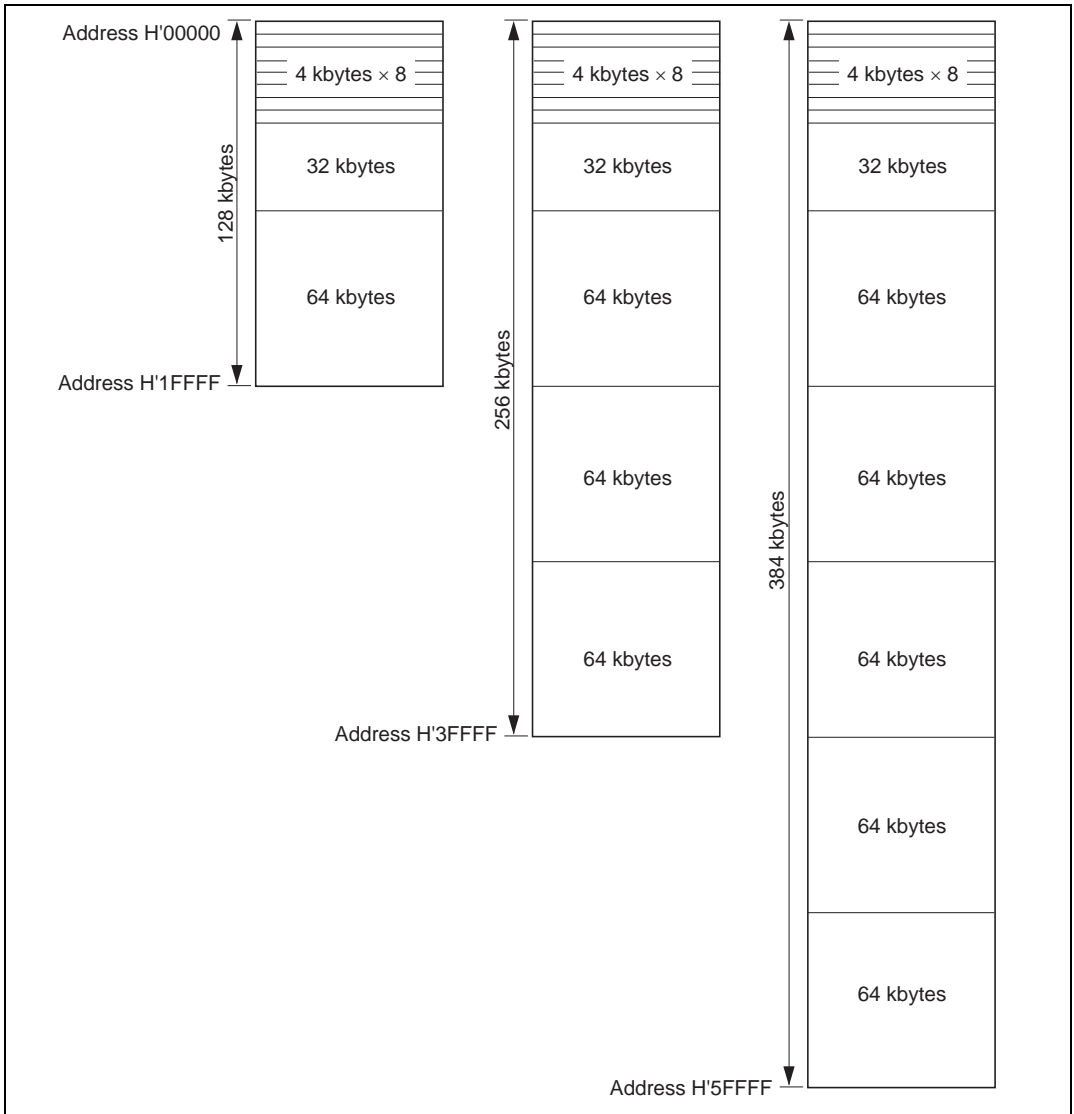 Address H'00000
4 kbytes × 8
32 kbytes
64 kbytes
128 kbytes
Address H'1FFFF
4 kbytes × 8
32 kbytes
64 kbytes
64 kbytes
64 kbytes
256 kbytes
Address H'3FFFF
4 kbytes × 8
32 kbytes
64 kbytes
64 kbytes
64 kbytes
64 kbytes
64 kbytes
384 kbytes
Address H'5FFFF